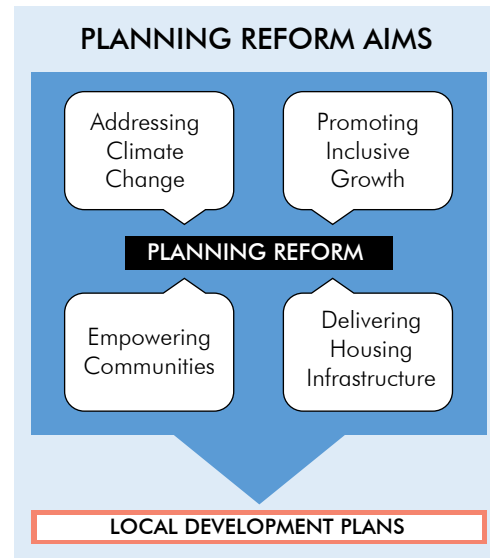 PLANNING REFORM AIMS
Addressing
Climate
Change
Promoting
Inclusive
Growth
PLANNING REFORM
Empowering
Communities
Delivering
Housing
Infrastructure
LOCAL DEVELOPMENT PLANS